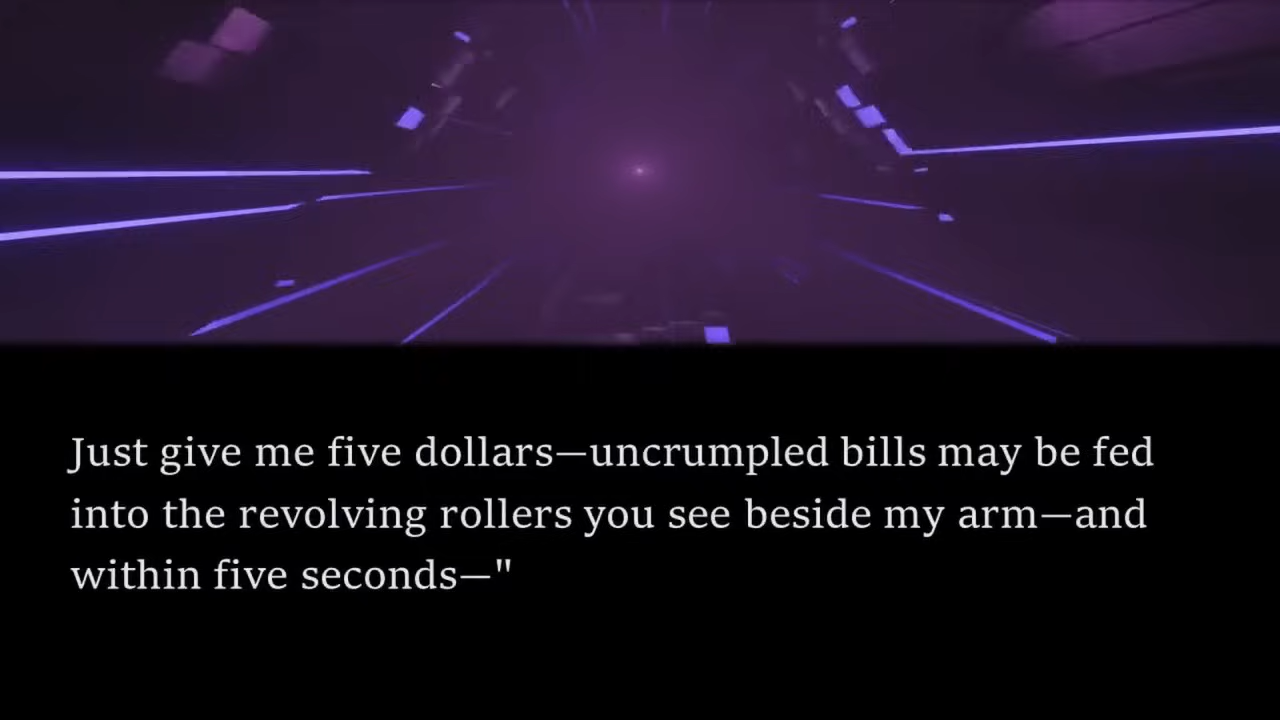 Just give me five dollars—uncrumpled bills may be fed
into the revolving rollers you see beside my arm—and
within five seconds—"